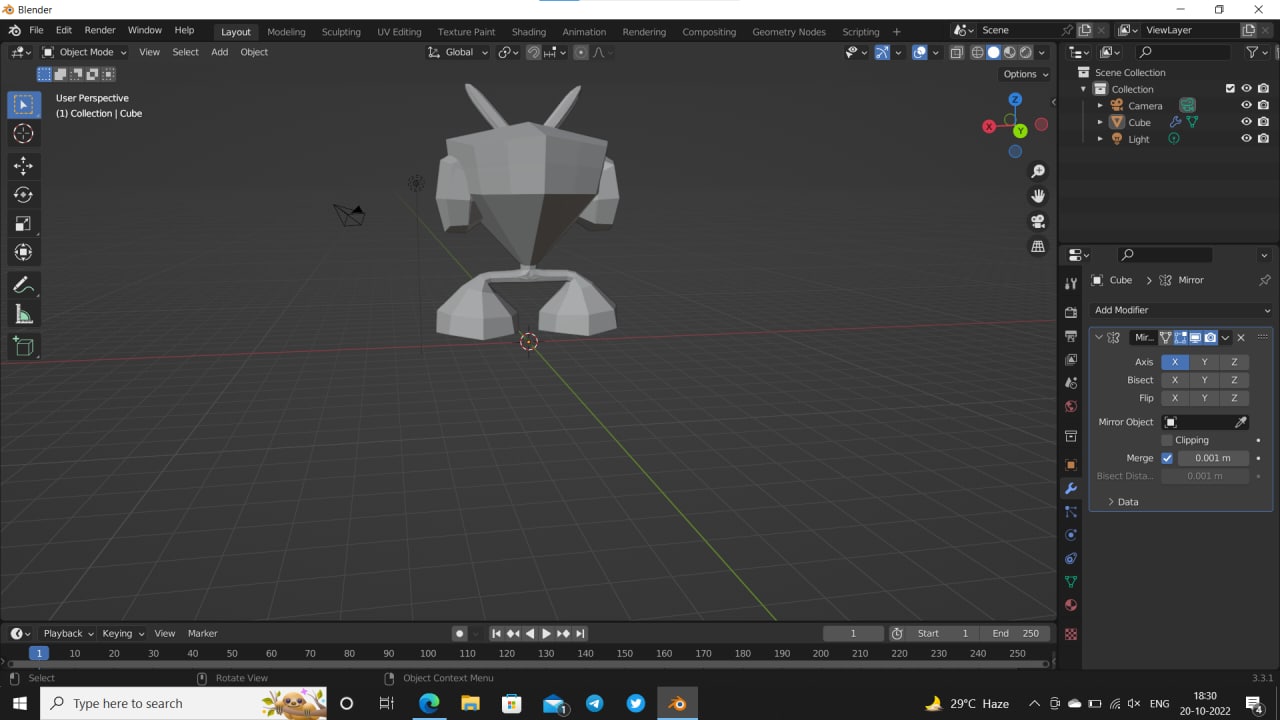 Blender
File Edit Render Window Help Layout Modeling Sculpting UV Editing Texture Paint Shading Animation Rendering Compositing Geometry Nodes Scripting + Scene ViewLayer
Object Mode View Select Add Object Global
Options
User Perspective
(1) Collection | Cube
Z
X
Y
Scene Collection
Collection
Camera
Cube
Light
Cube > Mirror
Add Modifier
Mir...
Axis X Y Z
Bisect X Y Z
Flip X Y Z
Mirror Object
Clipping
Merge 0.001 m
Bisect Dista... 0.001 m
> Data
Playback Keying View Marker 1 Start 1 End 250
1 10 20 30 40 50 60 70 80 90 100 110 120 130 140 150 160 170 180 190 200 210 220 230 240 250
Select Rotate View Object Context Menu 3.3.1
Type here to search 1 29°C Haze ENG 18:30
20-10-2022 4